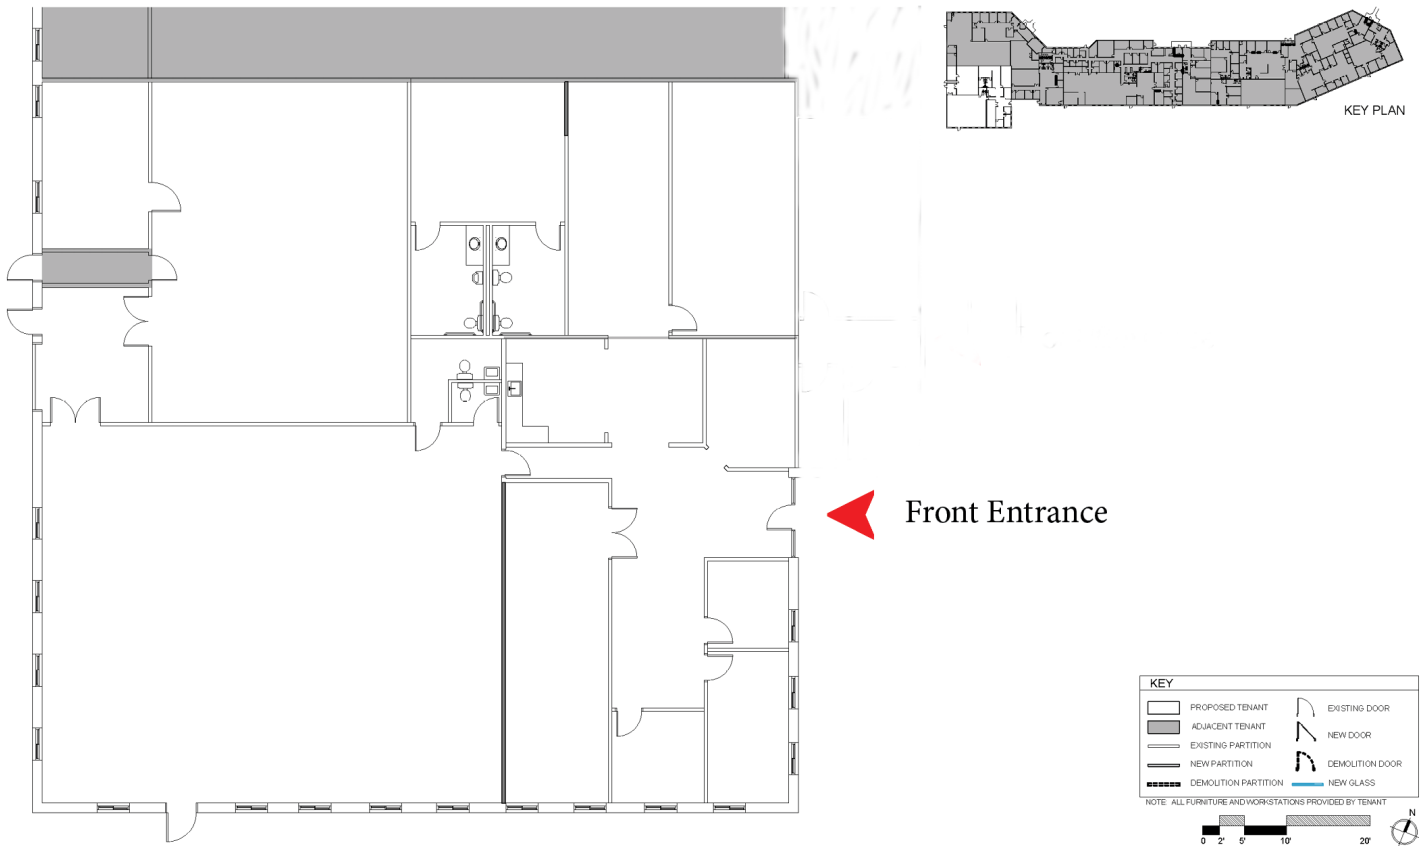 KEY PLAN
Front Entrance
KEY
PROPOSED TENANT
EXISTING DOOR
ADJACENT TENANT
NEW DOOR
EXISTING PARTITION
NEW PARTITION
DEMOLITION DOOR
DEMOLITION PARTITION
NEW GLASS
NOTE: ALL FURNITURE AND WORKSTATIONS PROVIDED BY TENANT
N
0 2' 5' 10' 20'